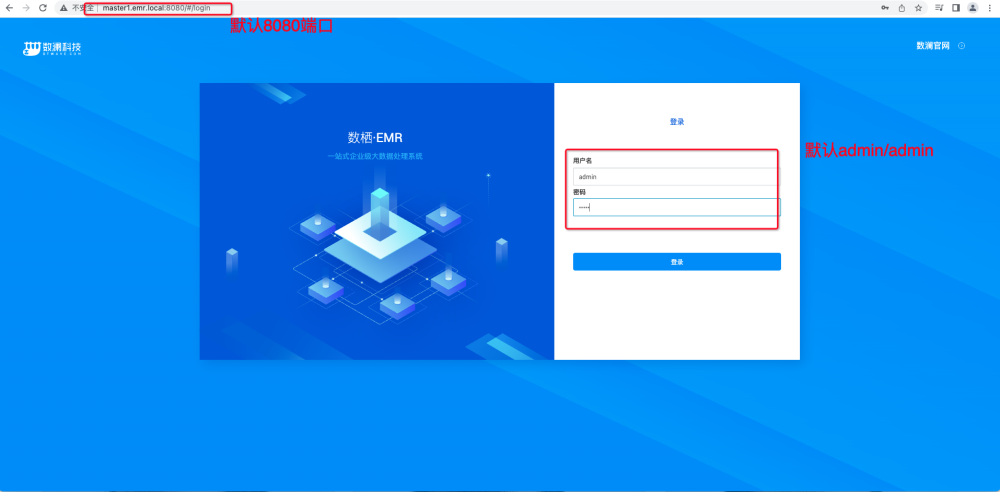 不安全 master1.emr.local:8080/#/login
默认8080端口
数澜科技
数澜官网
数栖·EMR
一站式企业级大数据处理系统
登录
用户名
admin
默认admin/admin
密码
•••••
登录